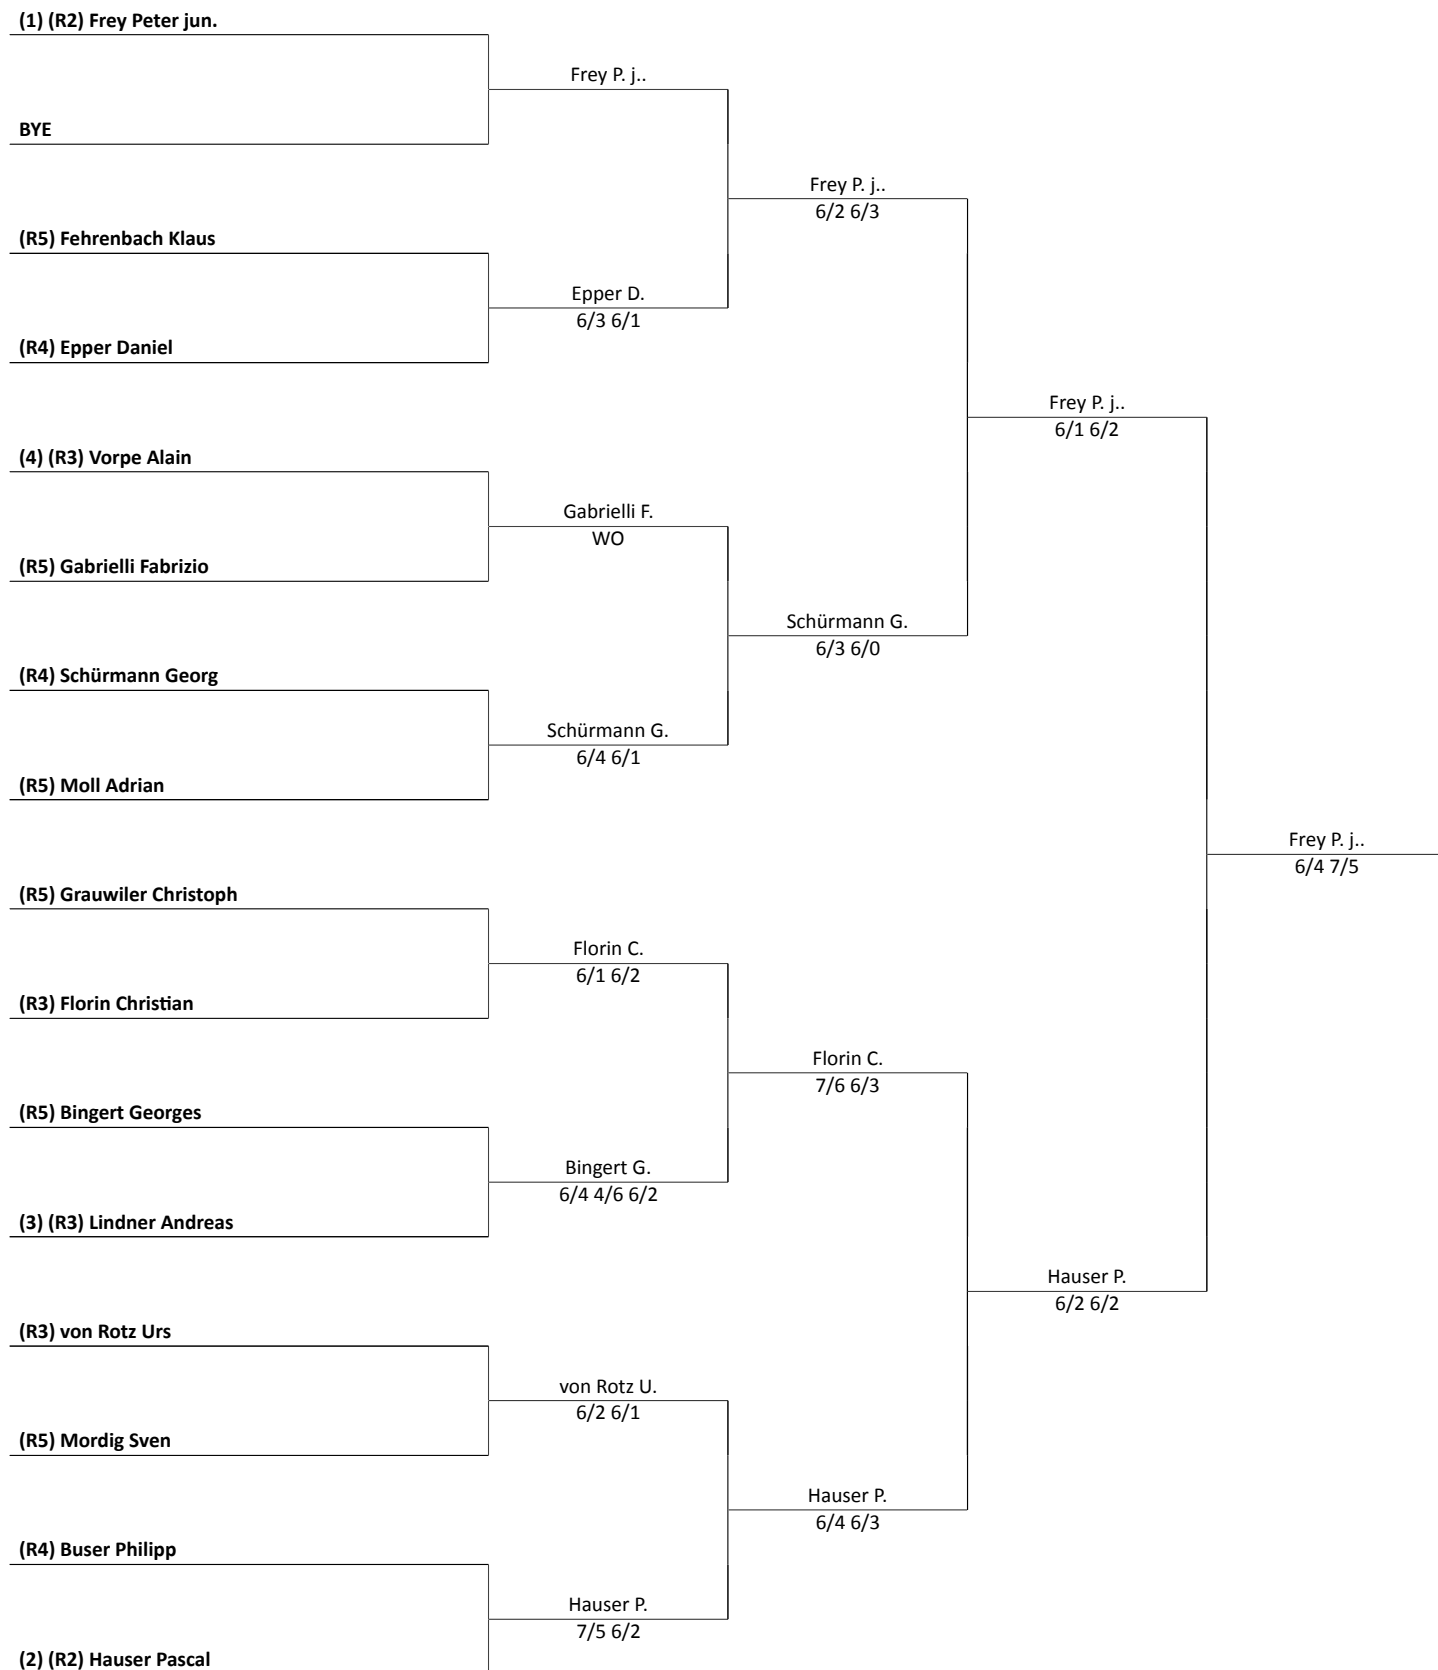 (1) (R2) Frey Peter jun.
Frey P. j..
BYE
Frey P. j..
6/2 6/3
(R5) Fehrenbach Klaus
Epper D.
6/3 6/1
(R4) Epper Daniel
Frey P. j..
6/1 6/2
(4) (R3) Vorpe Alain
Gabrielli F.
WO
(R5) Gabrielli Fabrizio
Schürmann G.
6/3 6/0
(R4) Schürmann Georg
Schürmann G.
6/4 6/1
(R5) Moll Adrian
Frey P. j..
6/4 7/5
(R5) Grauwiler Christoph
Florin C.
6/1 6/2
(R3) Florin Christian
Florin C.
7/6 6/3
(R5) Bingert Georges
Bingert G.
6/4 4/6 6/2
(3) (R3) Lindner Andreas
Hauser P.
6/2 6/2
(R3) von Rotz Urs
von Rotz U.
6/2 6/1
(R5) Mordig Sven
Hauser P.
6/4 6/3
(R4) Buser Philipp
Hauser P.
7/5 6/2
(2) (R2) Hauser Pascal